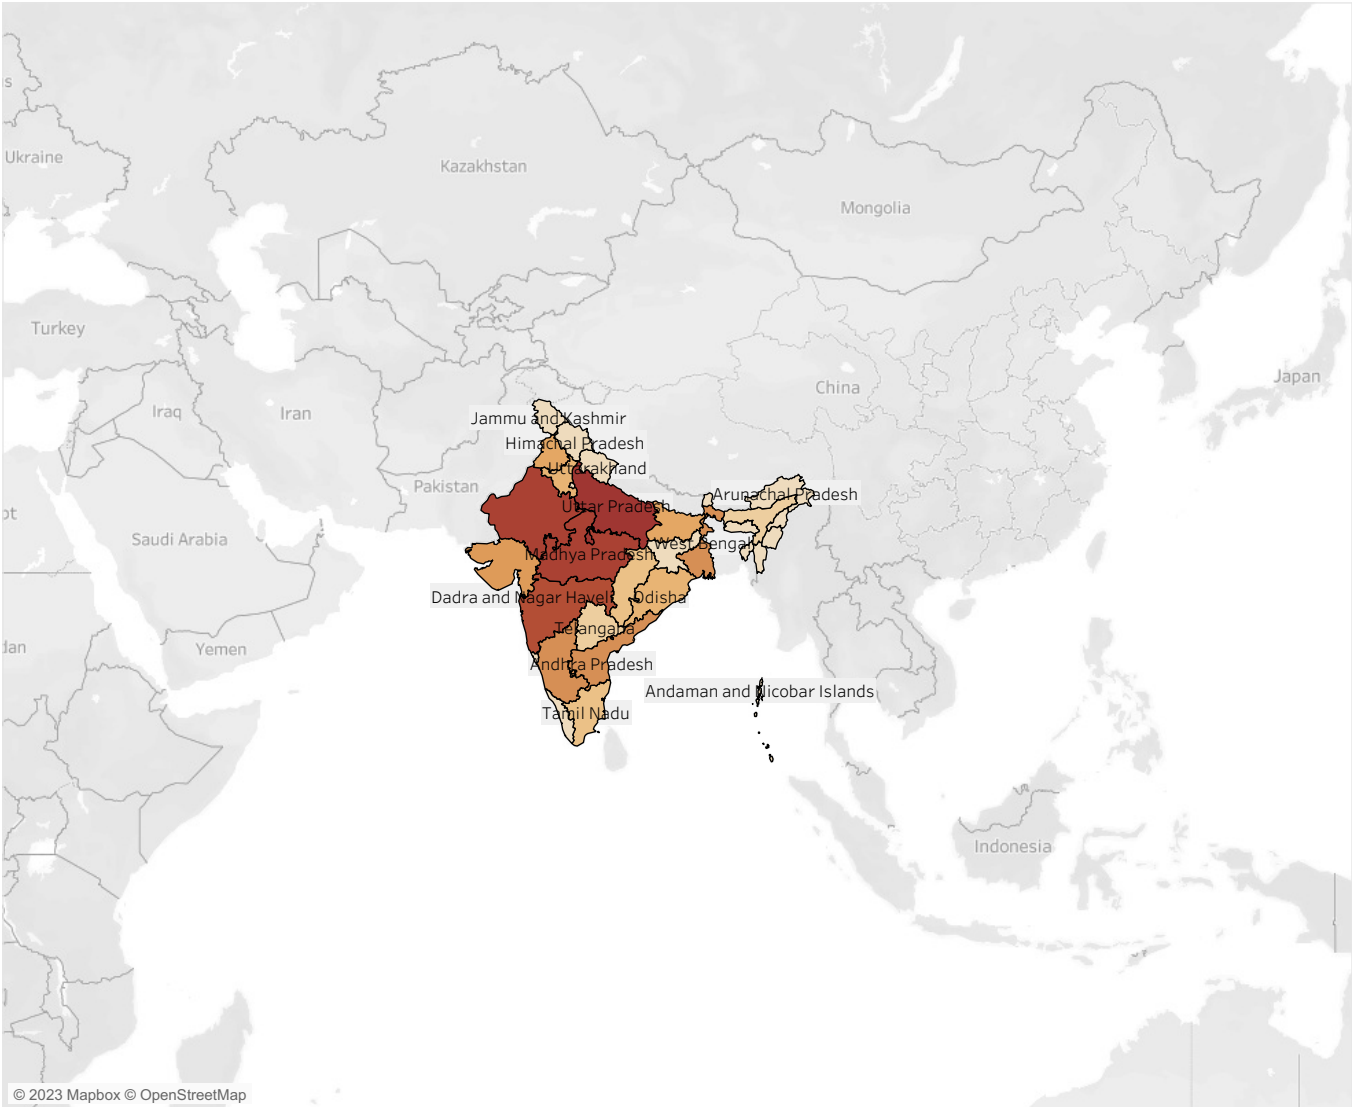 s
Ukraine
Kazakhstan
Mongolia
Turkey
Japan
China
Iraq
Iran
Jammu and Kashmir
Himachal Pradesh
Uttarakhand
Pakistan
Arunachal Pradesh
Uttar Pradesh
pt
Saudi Arabia
West Bengal
Madhya Pradesh
Dadra and Nagar Haveli
Odisha
Telangana
dan
Yemen
Andhra Pradesh
Andaman and Nicobar Islands
Tamil Nadu
Indonesia
© 2023 Mapbox © OpenStreetMap